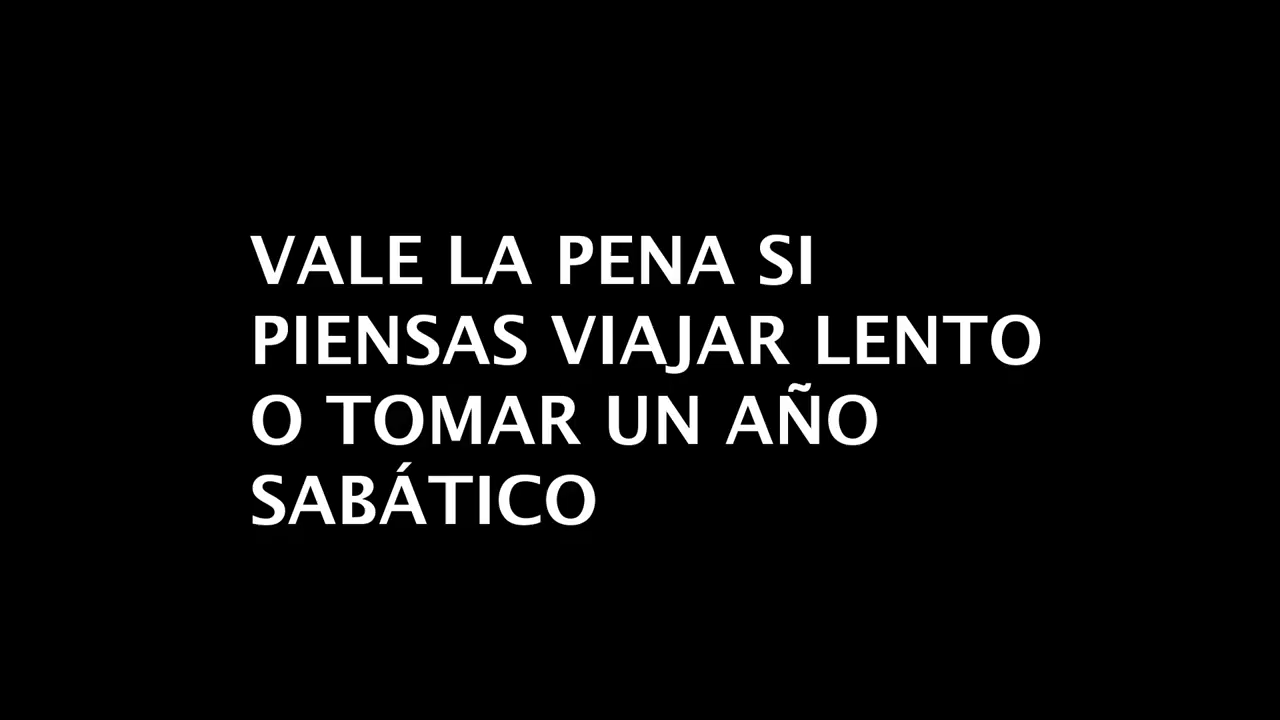 VALE LA PENA SI
PIENSAS VIAJAR LENTO
O TOMAR UN AÑO
SABÁTICO